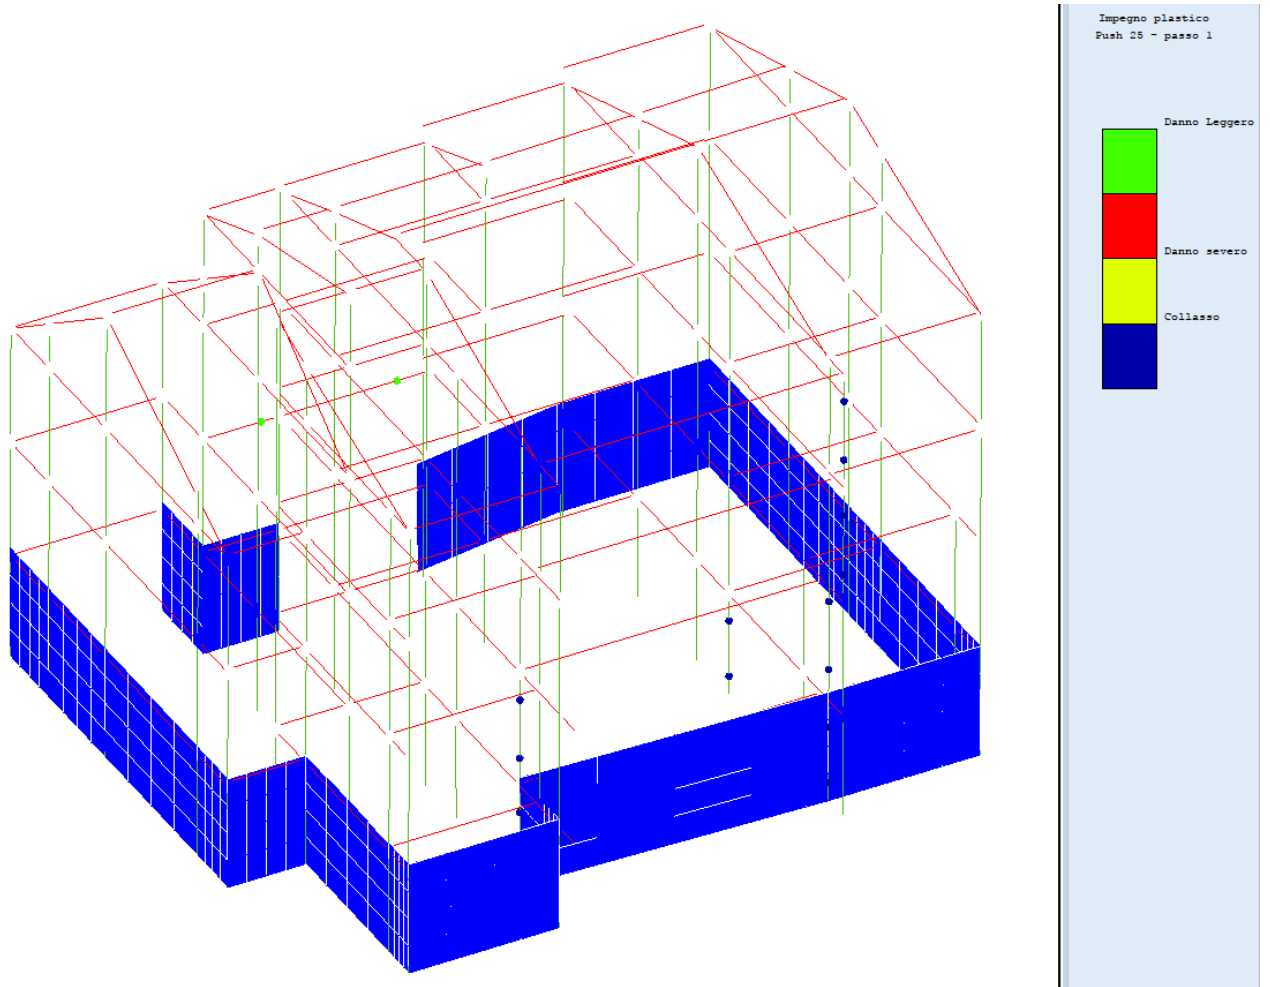 Impegno plastico
Push 25 - passo 1
Danno Leggero
Danno severo
Collasso